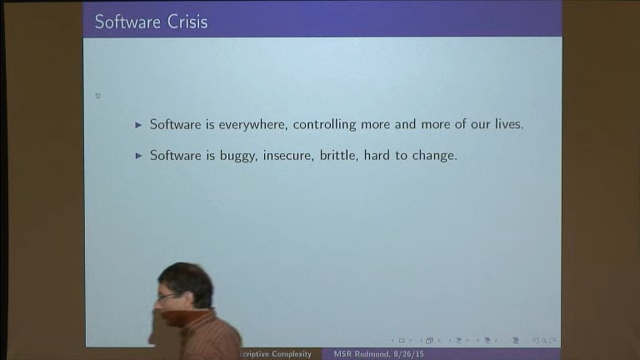 Software Crisis
Software is everywhere, controlling more and more of our lives.
Software is buggy, insecure, brittle, hard to change.
scriptive Complexity MSR Redmond, 8/26/15